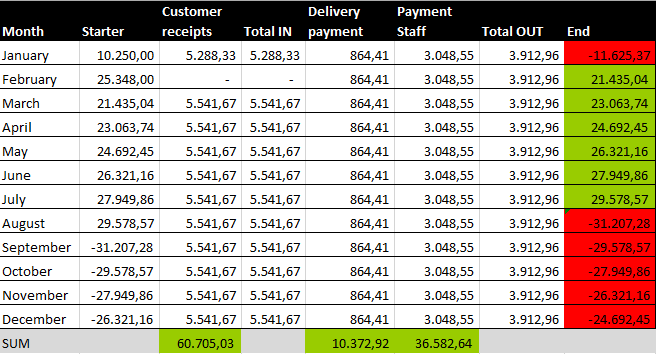 Month Starter Customer receipts Total IN Delivery payment Payment Staff Total OUT End
January 10.250,00 5.288,33 5.288,33 864,41 3.048,55 3.912,96 -11.625,37
February 25.348,00 - - 864,41 3.048,55 3.912,96 21.435,04
March 21.435,04 5.541,67 5.541,67 864,41 3.048,55 3.912,96 23.063,74
April 23.063,74 5.541,67 5.541,67 864,41 3.048,55 3.912,96 24.692,45
May 24.692,45 5.541,67 5.541,67 864,41 3.048,55 3.912,96 26.321,16
June 26.321,16 5.541,67 5.541,67 864,41 3.048,55 3.912,96 27.949,86
July 27.949,86 5.541,67 5.541,67 864,41 3.048,55 3.912,96 29.578,57
August 29.578,57 5.541,67 5.541,67 864,41 3.048,55 3.912,96 -31.207,28
September -31.207,28 5.541,67 5.541,67 864,41 3.048,55 3.912,96 -29.578,57
October -29.578,57 5.541,67 5.541,67 864,41 3.048,55 3.912,96 -27.949,86
November -27.949,86 5.541,67 5.541,67 864,41 3.048,55 3.912,96 -26.321,16
December -26.321,16 5.541,67 5.541,67 864,41 3.048,55 3.912,96 -24.692,45
SUM 60.705,03 10.372,92 36.582,64